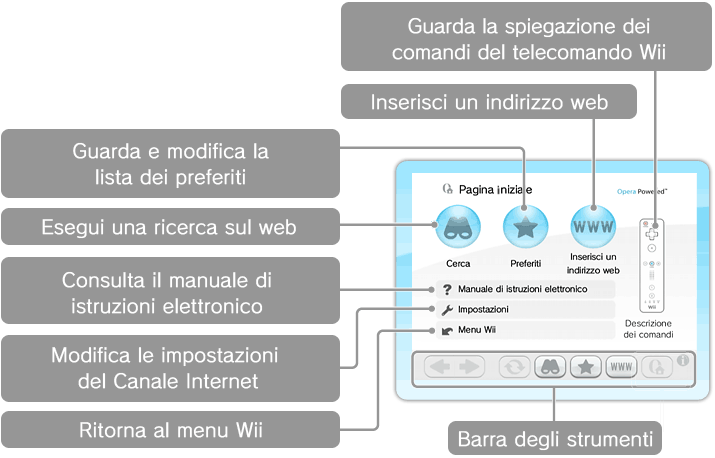 Guarda la spiegazione dei
comandi del telecomando Wii
Inserisci un indirizzo web
Guarda e modifica la
lista dei preferiti
Esegui una ricerca sul web
Consulta il manuale di
istruzioni elettronico
Modifica le impostazioni
del Canale Internet
Ritorna al menu Wii
Pagina iniziale
Opera Powered™
WWW
Cerca
Preferiti
Inserisci un
indirizzo web
? Manuale di istruzioni elettronico
Impostazioni
Menu Wii
Wii
Descrizione
dei comandi
WWW
i
Barra degli strumenti